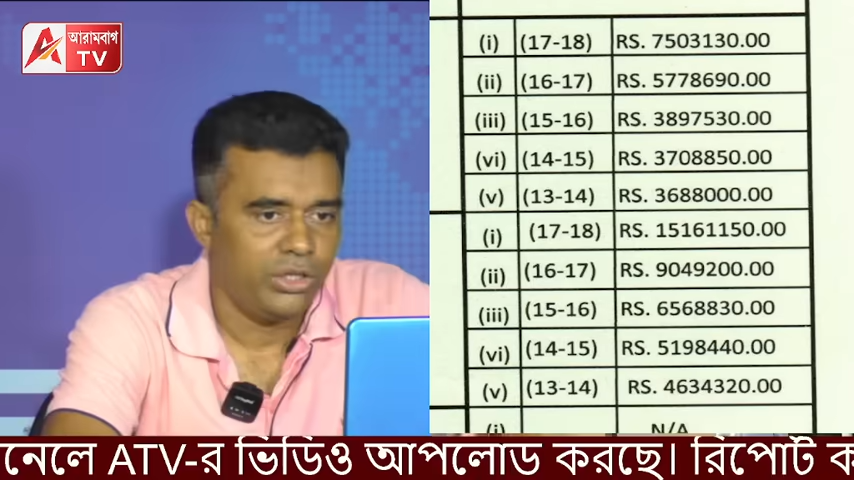 আরামবাগ
TV
(i) (17-18) RS. 7503130.00
(ii) (16-17) RS. 5778690.00
(iii) (15-16) RS. 3897530.00
(vi) (14-15) RS. 3708850.00
(v) (13-14) RS. 3688000.00
(i) (17-18) RS. 15161150.00
(ii) (16-17) RS. 9049200.00
(iii) (15-16) RS. 6568830.00
(vi) (14-15) RS. 5198440.00
(v) (13-14) RS. 4634320.00
(i) N/A
নেলে ATV-র ভিডিও আপলোড করছে। রিপোর্ট ক